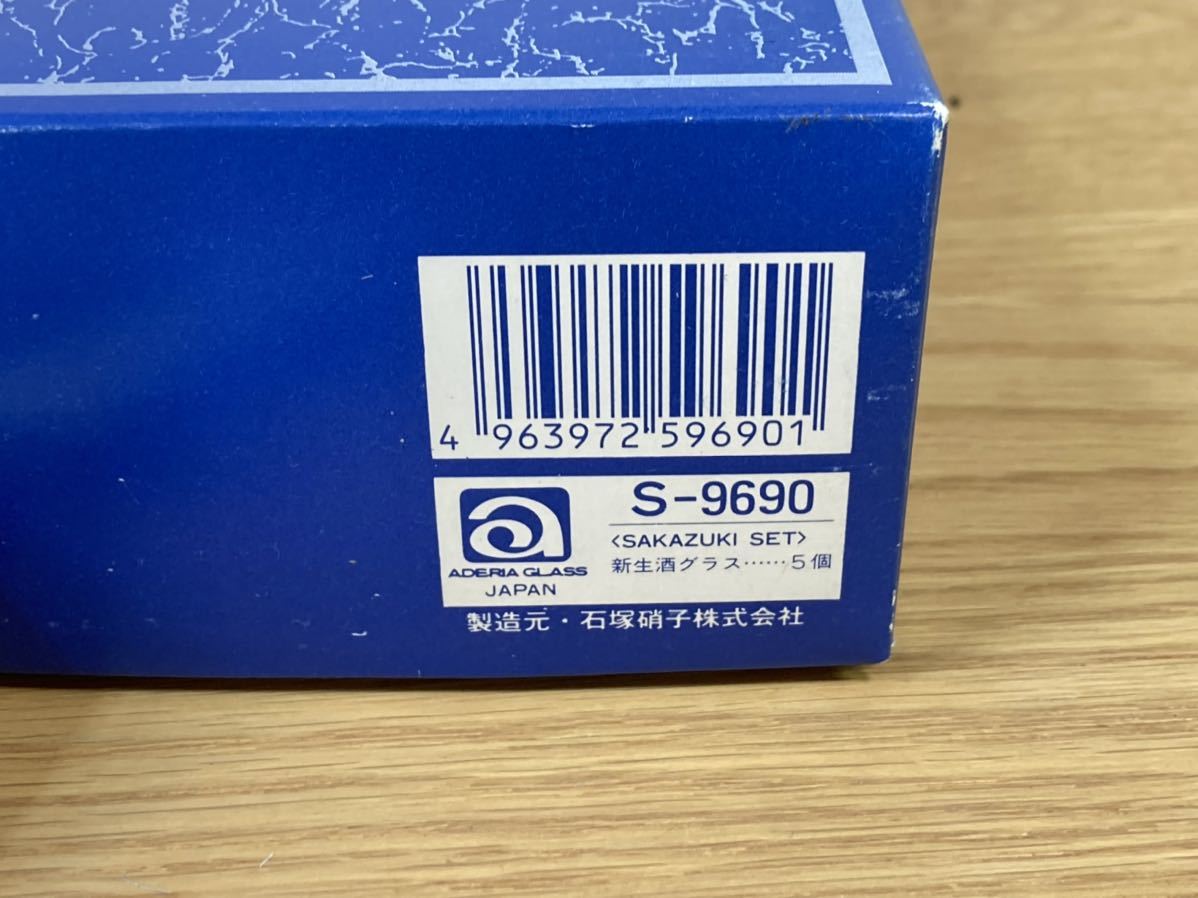 4 963972 596901
S-9690
<SAKAZUKI SET>
新生酒グラス……5個
a
ADERIA GLASS
JAPAN
製造元・石塚硝子株式会社